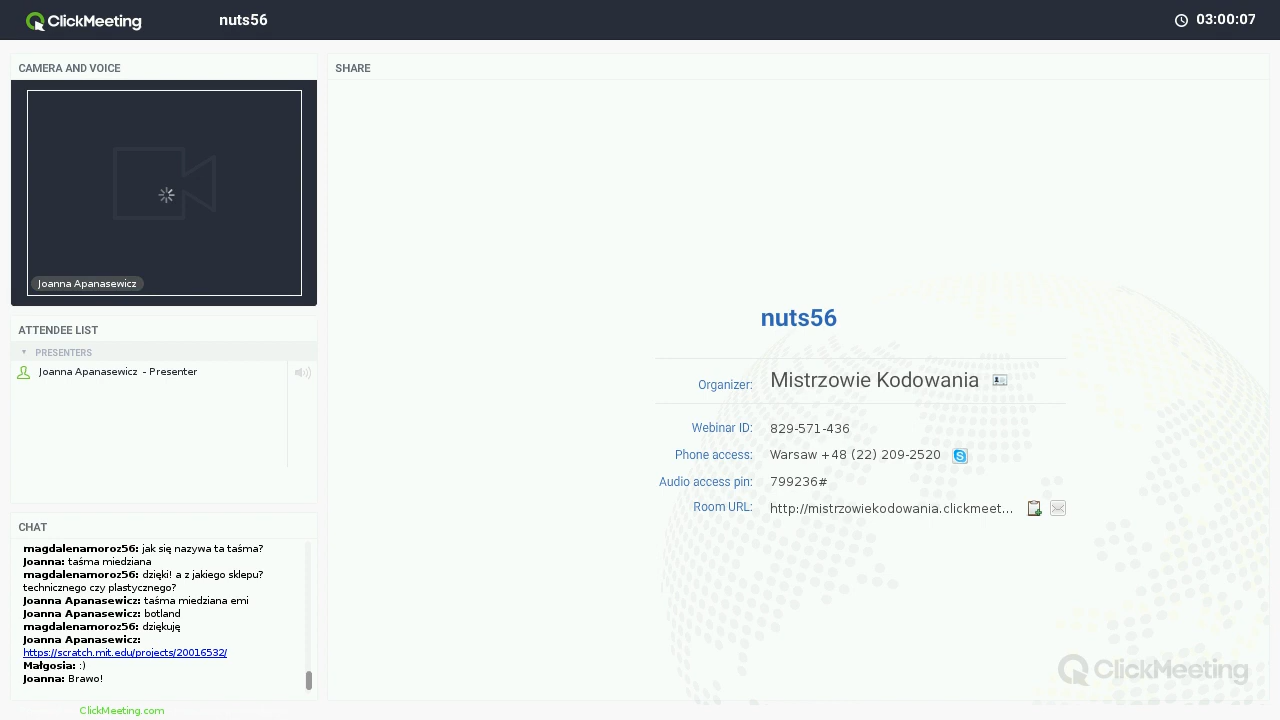 ClickMeeting
nuts56
03:00:07
CAMERA AND VOICE
Joanna Apanasewicz
ATTENDEE LIST
PRESENTERS
Joanna Apanasewicz - Presenter
CHAT
magdalenamoroz56: jak się nazywa ta taśma?
Joanna: taśma miedziana
magdalenamoroz56: dzięki! a z jakiego sklepu?
technicznego czy plastycznego?
Joanna Apanasewicz: taśma miedziana emi
Joanna Apanasewicz: botland
magdalenamoroz56: dziękuję
Joanna Apanasewicz:
https://scratch.mit.edu/projects/20016532/
Małgosia: :)
Joanna: Brawo!
ClickMeeting.com
SHARE
nuts56
Organizer: Mistrzowie Kodowania
Webinar ID: 829-571-436
Phone access: Warsaw +48 (22) 209-2520
Audio access pin: 799236#
Room URL: http://mistrzowiekodowania.clickmeet...
ClickMeeting